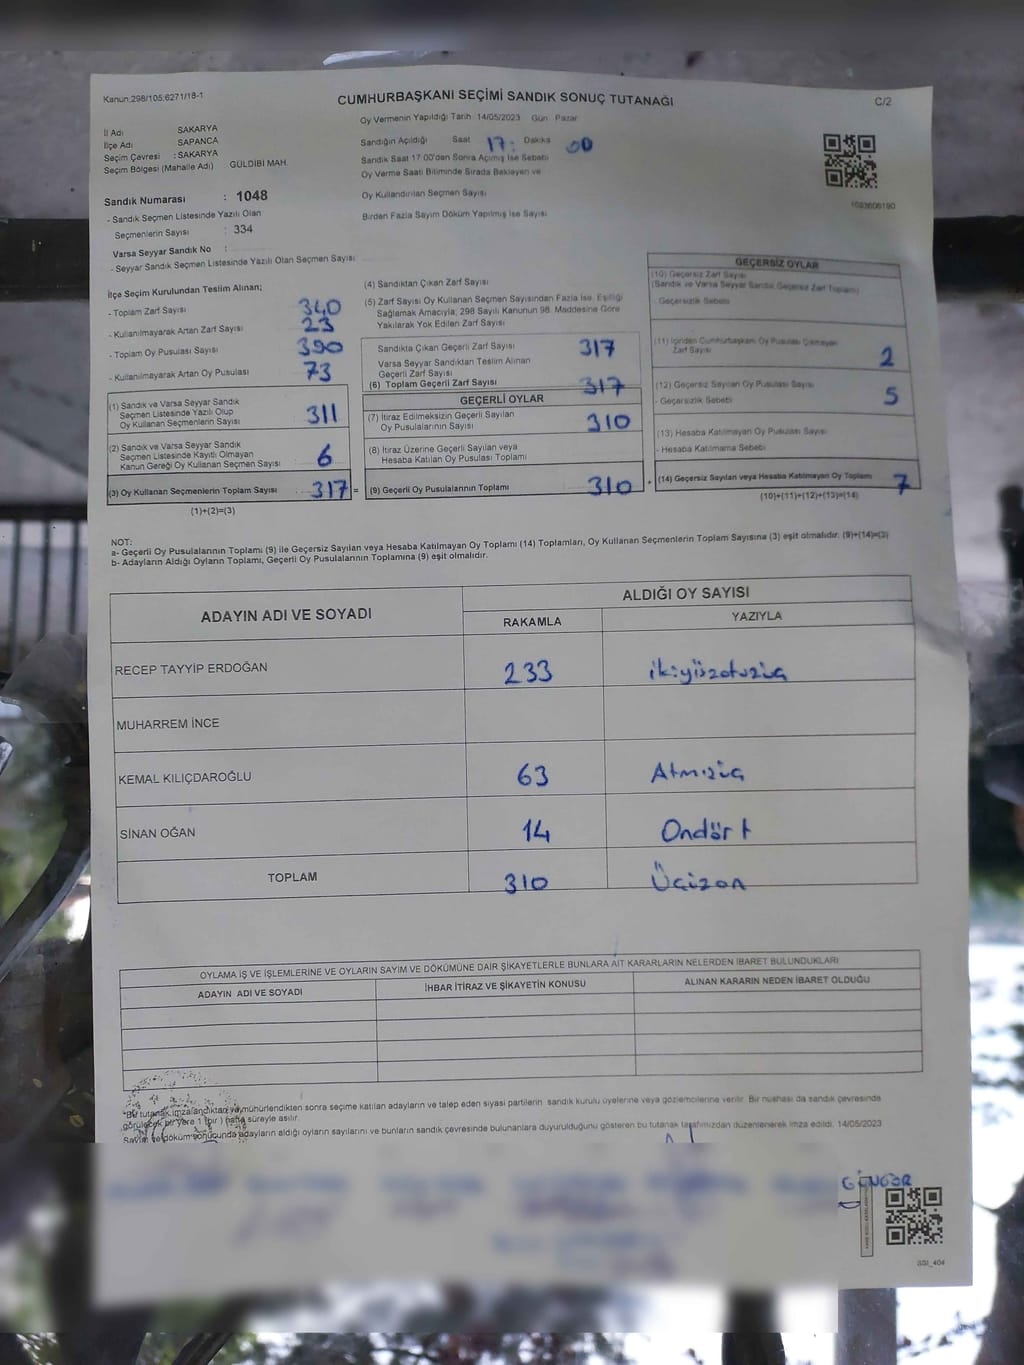 Kanun:298/105:6271/18-1
CUMHURBAŞKANI SEÇİMİ SANDIK SONUÇ TUTANAĞI
C/2
İl Adı SAKARYA
İlçe Adı SAPANCA
Seçim Çevresi : SAKARYA
Seçim Bölgesi (Mahalle Adı) GÜLDİBİ MAH.
Oy Vermenin Yapıldığı Tarih 14/05/2023 Gün Pazar
Sandığın Açıldığı Saat 17: Dakika 00
Sandık Saat 17.00'den Sonra Açılmış İse Sebebi
Oy Verme Saati Bitiminde Sırada Bekleyen ve
Oy Kullandırılan Seçmen Sayısı
Birden Fazla Sayım Döküm Yapılmış İse Sayısı
1093606190
Sandık Numarası : 1048
- Sandık Seçmen Listesinde Yazılı Olan
Seçmenlerin Sayısı : 334
Varsa Seyyar Sandık No :
- Seyyar Sandık Seçmen Listesinde Yazılı Olan Seçmen Sayısı
İlçe Seçim Kurulundan Teslim Alınan;
- Toplam Zarf Sayısı 340
- Kullanılmayarak Artan Zarf Sayısı 23
- Toplam Oy Pusulası Sayısı 390
- Kullanılmayarak Artan Oy Pusulası 73
(1) Sandık ve Varsa Seyyar Sandık
Seçmen Listesinde Yazılı Olup
Oy Kullanan Seçmenlerin Sayısı 311
(2) Sandık ve Varsa Seyyar Sandık
Seçmen Listesinde Kayıtlı Olmayan
Kanun Gereği Oy Kullanan Seçmen Sayısı 6
(3) Oy Kullanan Seçmenlerin Toplam Sayısı 317 =
(1)+(2)=(3)
(4) Sandıktan Çıkan Zarf Sayısı
(5) Zarf Sayısı Oy Kullanan Seçmen Sayısından Fazla İse, Eşitliği
Sağlamak Amacıyla; 298 Sayılı Kanunun 98. Maddesine Göre
Yakılarak Yok Edilen Zarf Sayısı
Sandıkta Çıkan Geçerli Zarf Sayısı 317
Varsa Seyyar Sandıktan Teslim Alınan
Geçerli Zarf Sayısı
(6) Toplam Geçerli Zarf Sayısı 317
GEÇERLİ OYLAR
(7) İtiraz Edilmeksizin Geçerli Sayılan
Oy Pusulalarının Sayısı 310
(8) İtiraz Üzerine Geçerli Sayılan veya
Hesaba Katılan Oy Pusulası Toplamı
(9) Geçerli Oy Pusulalarının Toplamı 310 +
GEÇERSİZ OYLAR
(10) Geçersiz Zarf Sayısı
(Sandık ve Varsa Seyyar Sandık Geçersiz Zarf Toplamı)
- Geçersizlik Sebebi
(11) İçinden Cumhurbaşkanı Oy Pusulası Çıkmayan
Zarf Sayısı 2
(12) Geçersiz Sayılan Oy Pusulası Sayısı
- Geçersizlik Sebebi 5
(13) Hesaba Katılmayan Oy Pusulası Sayısı
- Hesaba Katılmama Sebebi
(14) Geçersiz Sayılan veya Hesaba Katılmayan Oy Toplamı 7
(10)+(11)+(12)+(13)=(14)
NOT:
a- Geçerli Oy Pusulalarının Toplamı (9) ile Geçersiz Sayılan veya Hesaba Katılmayan Oy Toplamı (14) Toplamları, Oy Kullanan Seçmenlerin Toplam Sayısına (3) eşit olmalıdır. (9)+(14)=(3)
b- Adayların Aldığı Oyların Toplamı, Geçerli Oy Pusulalarının Toplamına (9) eşit olmalıdır.
ADAYIN ADI VE SOYADI
ALDIĞI OY SAYISI
RAKAMLA YAZIYLA
RECEP TAYYİP ERDOĞAN 233 ikiyüzotuzüç
MUHARREM İNCE
KEMAL KILIÇDAROĞLU 63 Atmışüç
SİNAN OĞAN 14 Ondört
TOPLAM 310 Üçüzon
OYLAMA İŞ VE İŞLEMLERİNE VE OYLARIN SAYIM VE DÖKÜMÜNE DAİR ŞİKAYETLERLE BUNLARA AİT KARARLARIN NELERDEN İBARET BULUNDUKLARI
ADAYIN ADI VE SOYADI İHBAR İTİRAZ VE ŞİKAYETİN KONUSU ALINAN KARARIN NEDEN İBARET OLDUĞU
*Bu tutanak imzalandıktan ve mühürlendikten sonra seçime katılan adayların ve talep eden siyasi partilerin sandık kurulu üyelerine veya gözlemcilerine verilir. Bir nüshası da sandık çevresinde
görülecek bir yere 1 (bir ) hafta süreyle asılır.
Sayım ve döküm sonucunda adayların aldığı oyların sayılarını ve bunların sandık çevresinde bulunanlara duyurulduğunu gösteren bu tutanak tarafımızdan düzenlenerek imza edildi. 14/05/2023
GÜNGÖR
SSI_404